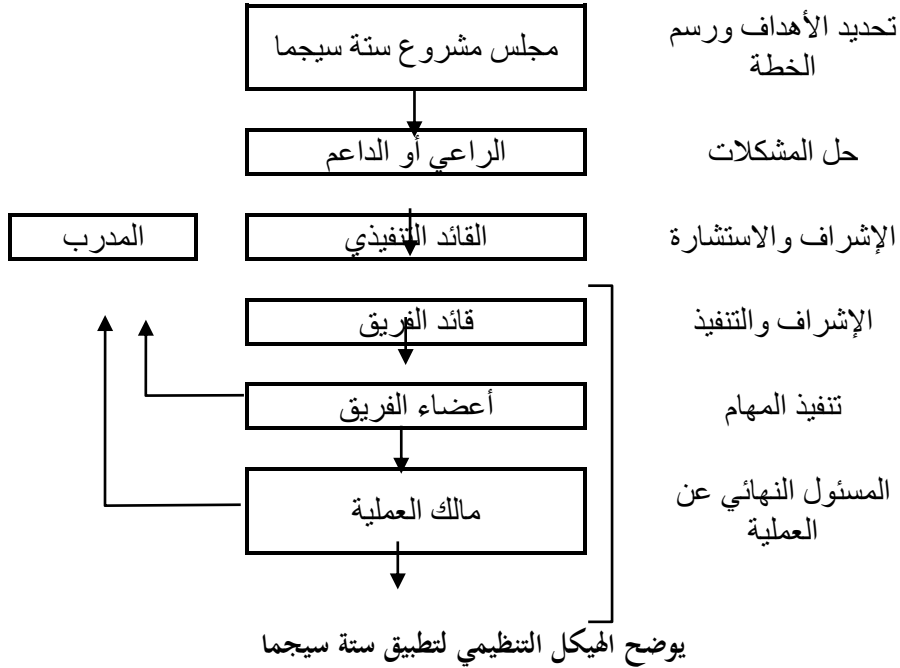 تحديد الأهداف ورسم
الخطة
مجلس مشروع ستة سيجما
حل المشكلات
الراعي أو الداعم
الإشراف والاستشارة
القائد التنفيذي
المدرب
الإشراف والتنفيذ
قائد الفريق
تنفيذ المهام
أعضاء الفريق
المسئول النهائي عن
العملية
مالك العملية
يوضح الهيكل التنظيمي لتطبيق ستة سيجما